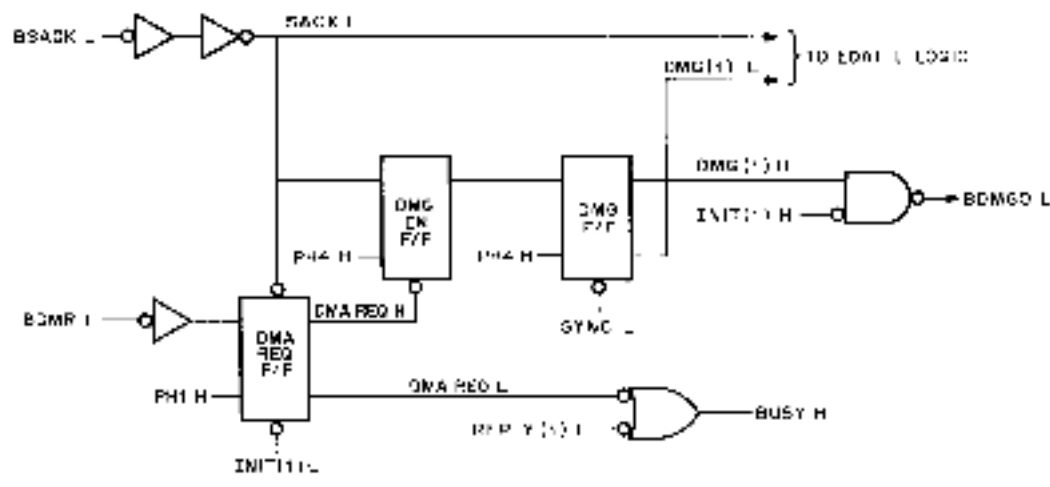 BSACK L
SACK L
DMG(1) L
TO EDAL L LOGIC
DMG EN F/F
DMG F/F
DMG (1) H
INIT(1) H
BDMGO L
PH4 H
PH4 H
DMA REQ H
SYNC L
BDMR L
DMA REQ F/F
PH1 H
DMA REQ L
REPLY (1) L
BUSY H
INIT(1) L